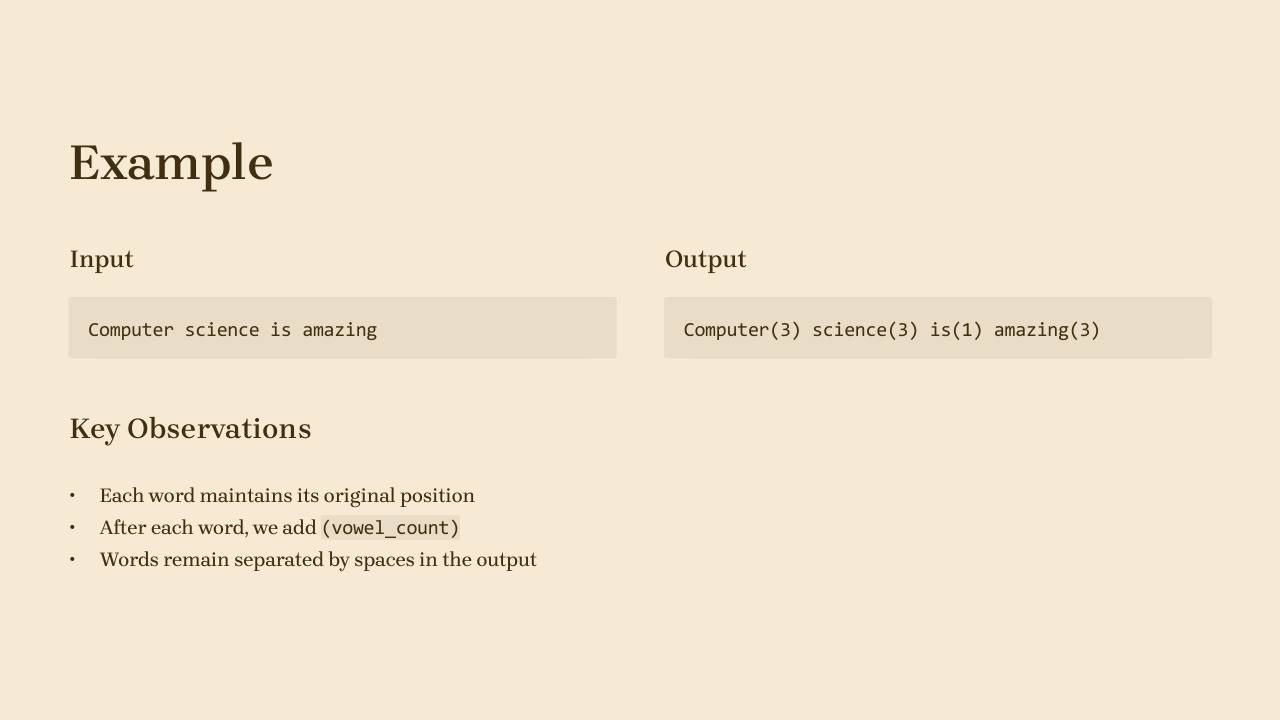 Example
Input
Computer science is amazing
Output
Computer(3) science(3) is(1) amazing(3)
Key Observations
• Each word maintains its original position
• After each word, we add (vowel_count)
• Words remain separated by spaces in the output